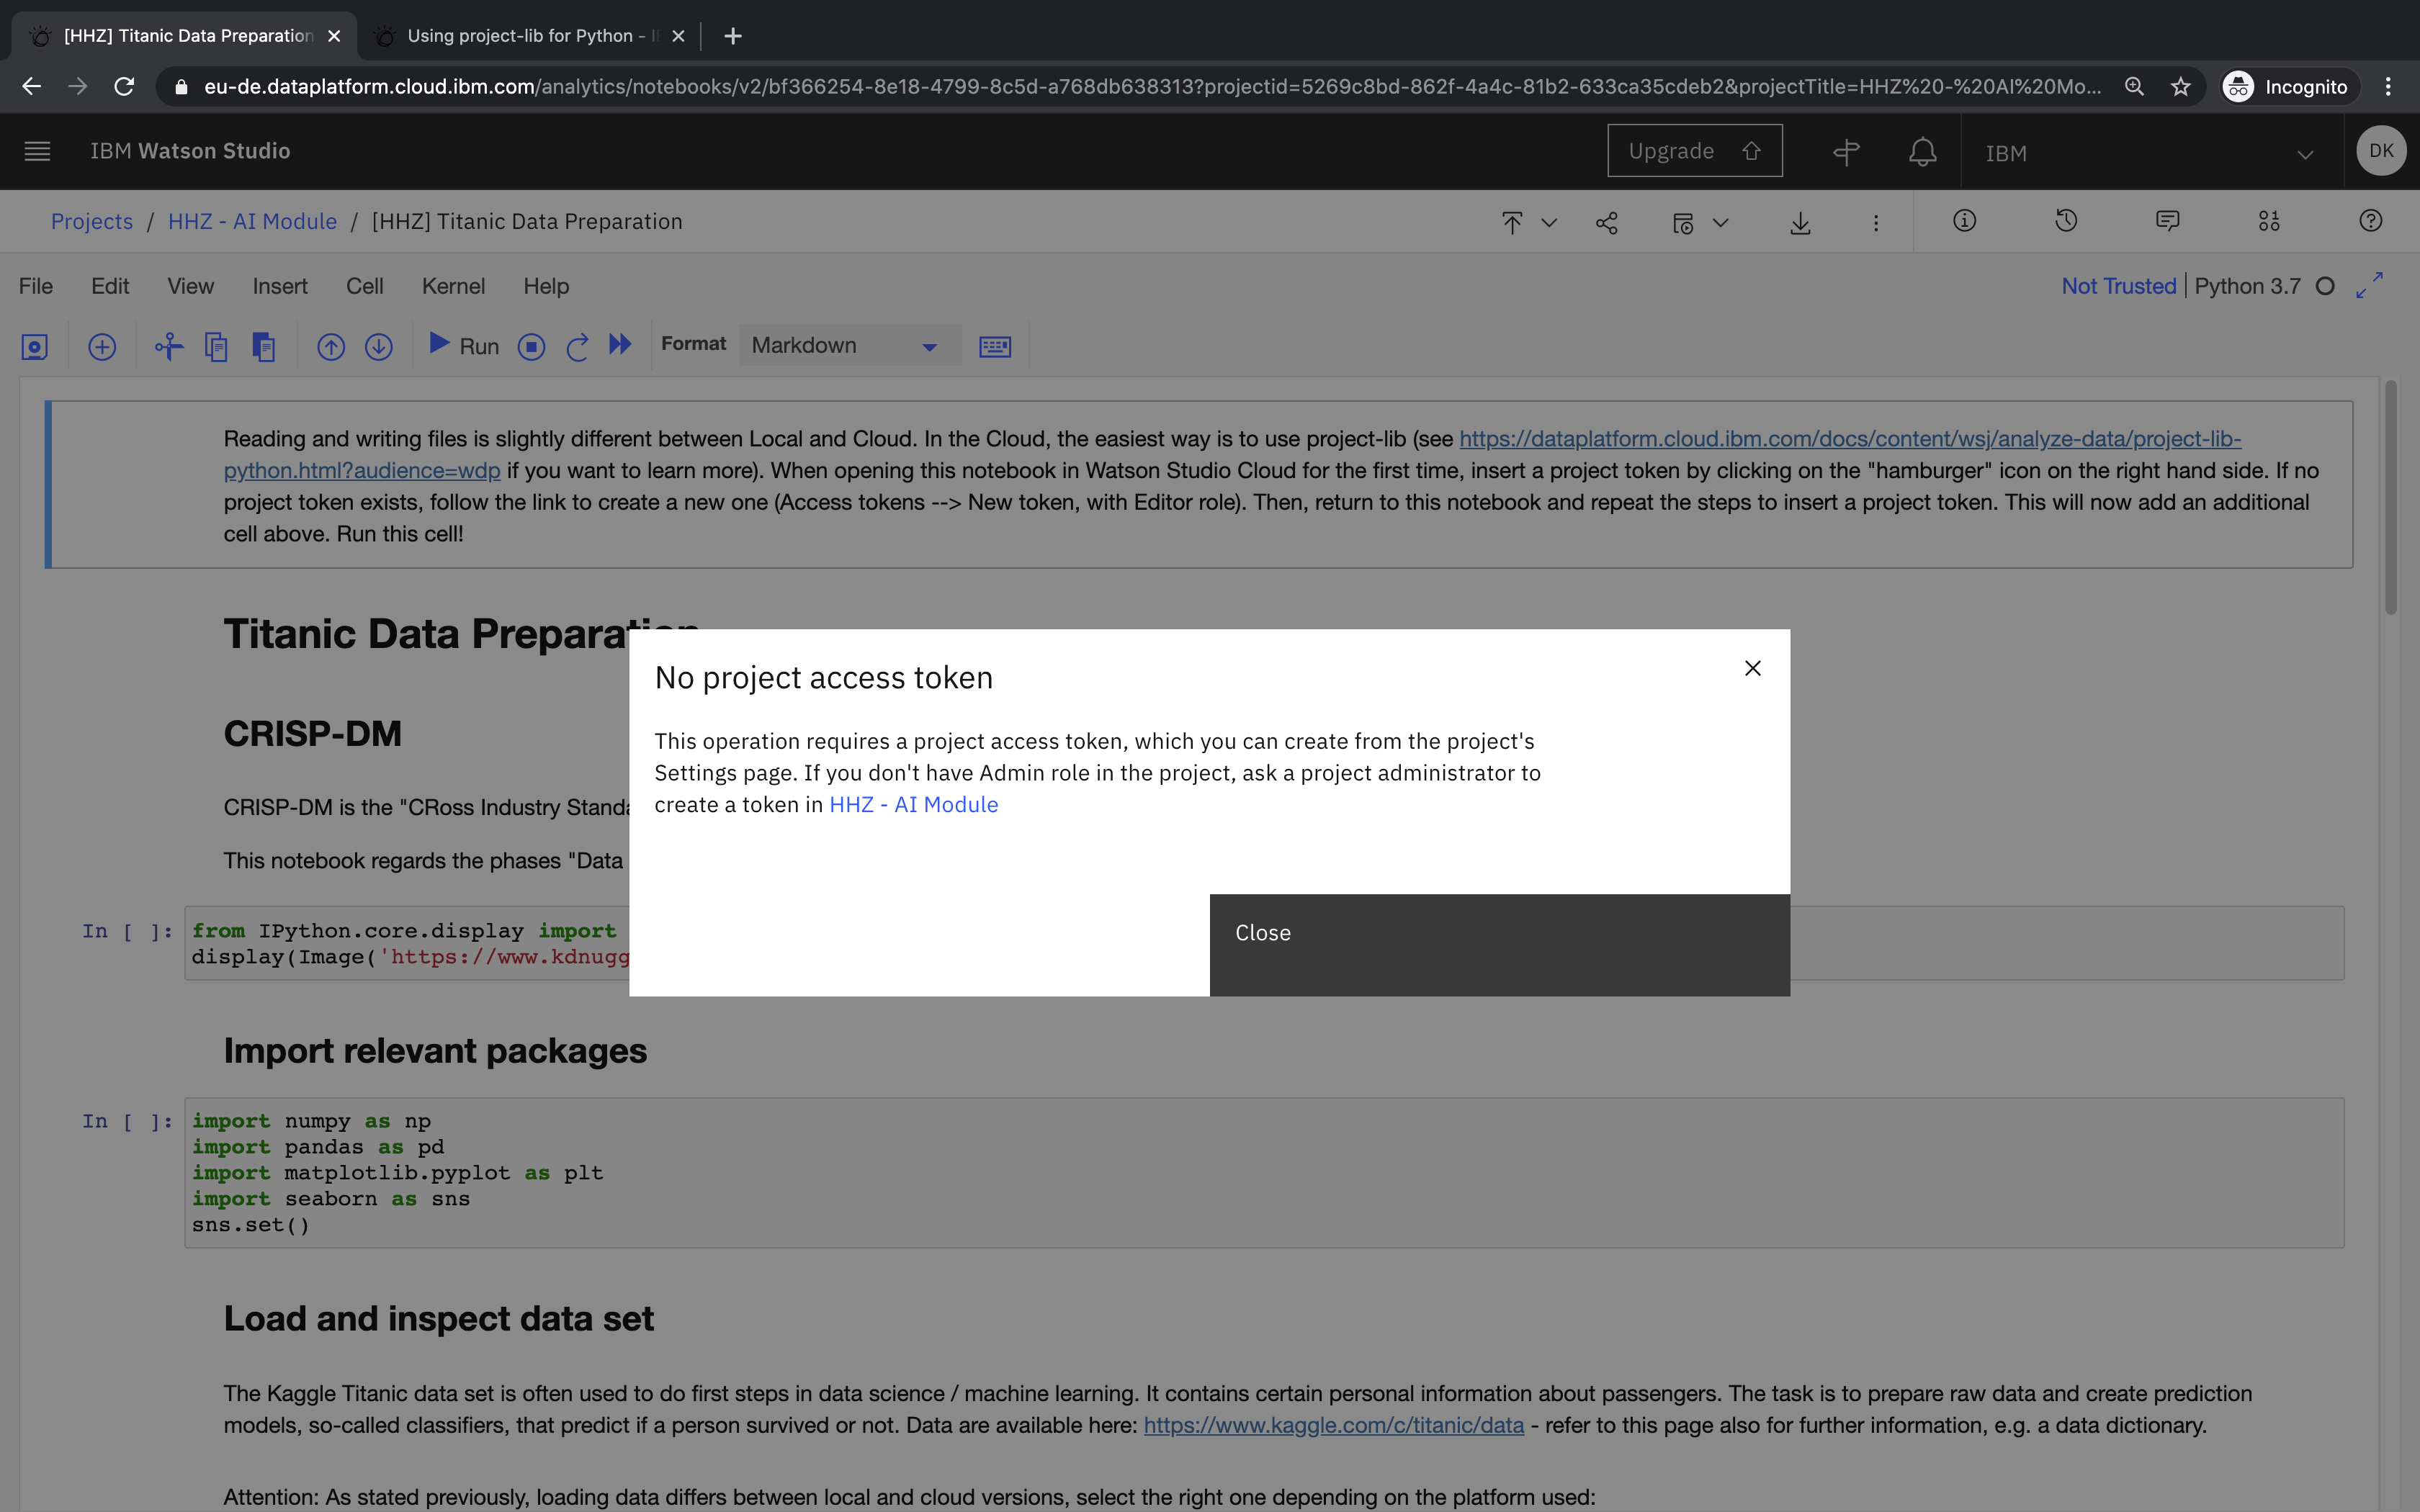 [HHZ] Titanic Data Preparation
Using project-lib for Python - I
eu-de.dataplatform.cloud.ibm.com/analytics/notebooks/v2/bf366254-8e18-4799-8c5d-a768db638313?projectid=5269c8bd-862f-4a4c-81b2-633ca35cdeb2&projectTitle=HHZ%20-%20AI%20Mo...
Incognito
IBM Watson Studio
Upgrade
IBM
DK
Projects / HHZ - AI Module / [HHZ] Titanic Data Preparation
File Edit View Insert Cell Kernel Help
Not Trusted | Python 3.7
Run
Format
Markdown
Reading and writing files is slightly different between Local and Cloud. In the Cloud, the easiest way is to use project-lib (see https://dataplatform.cloud.ibm.com/docs/content/wsj/analyze-data/project-lib-
python.html?audience=wdp if you want to learn more). When opening this notebook in Watson Studio Cloud for the first time, insert a project token by clicking on the "hamburger" icon on the right hand side. If no
project token exists, follow the link to create a new one (Access tokens --> New token, with Editor role). Then, return to this notebook and repeat the steps to insert a project token. This will now add an additional
cell above. Run this cell!
Titanic Data Preparation
No project access token
This operation requires a project access token, which you can create from the project's
Settings page. If you don't have Admin role in the project, ask a project administrator to
create a token in HHZ - AI Module
Close
CRISP-DM
CRISP-DM is the "CRoss Industry Standa
This notebook regards the phases "Data
In [ ]:
from IPython.core.display import
display(Image('https://www.kdnugg
Import relevant packages
In [ ]:
import numpy as np
import pandas as pd
import matplotlib.pyplot as plt
import seaborn as sns
sns.set()
Load and inspect data set
The Kaggle Titanic data set is often used to do first steps in data science / machine learning. It contains certain personal information about passengers. The task is to prepare raw data and create prediction
models, so-called classifiers, that predict if a person survived or not. Data are available here: https://www.kaggle.com/c/titanic/data - refer to this page also for further information, e.g. a data dictionary.
Attention: As stated previously, loading data differs between local and cloud versions, select the right one depending on the platform used: